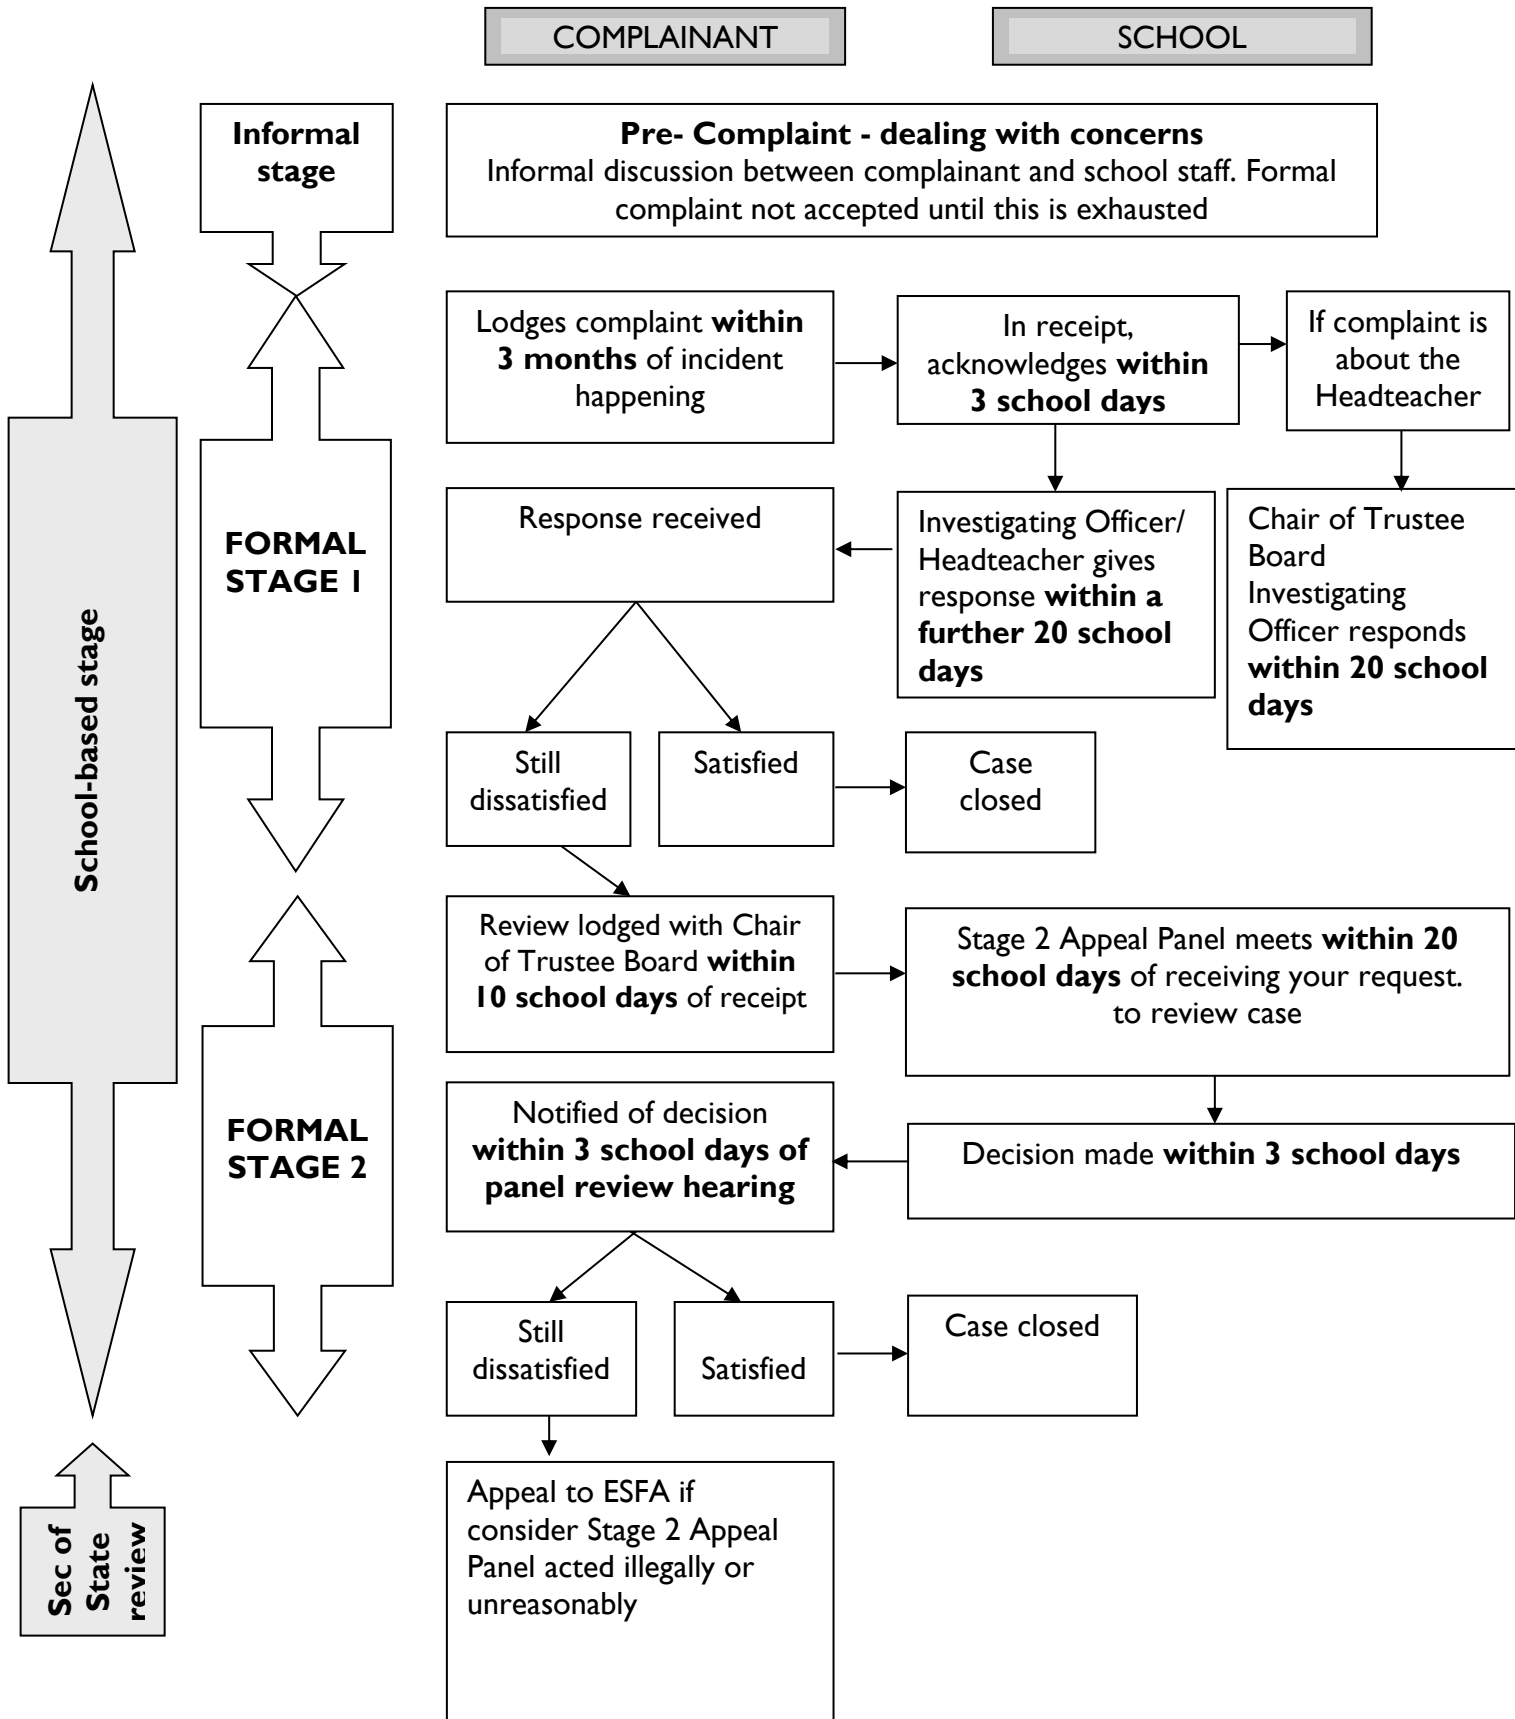 COMPLAINANT
SCHOOL
Informal
stage
Pre- Complaint - dealing with concerns
Informal discussion between complainant and school staff. Formal
complaint not accepted until this is exhausted
Lodges complaint within
3 months of incident
happening
In receipt,
acknowledges within
3 school days
If complaint is
about the
Headteacher
School-based stage
FORMAL
STAGE 1
Response received
Investigating Officer/
Headteacher gives
response within a
further 20 school
days
Chair of Trustee
Board
Investigating
Officer responds
within 20 school
days
Still
dissatisfied
Satisfied
Case
closed
Review lodged with Chair
of Trustee Board within
10 school days of receipt
Stage 2 Appeal Panel meets within 20
school days of receiving your request.
to review case
FORMAL
STAGE 2
Notified of decision
within 3 school days of
panel review hearing
Decision made within 3 school days
Still
dissatisfied
Satisfied
Case closed
Sec of
State
review
Appeal to ESFA if
consider Stage 2 Appeal
Panel acted illegally or
unreasonably